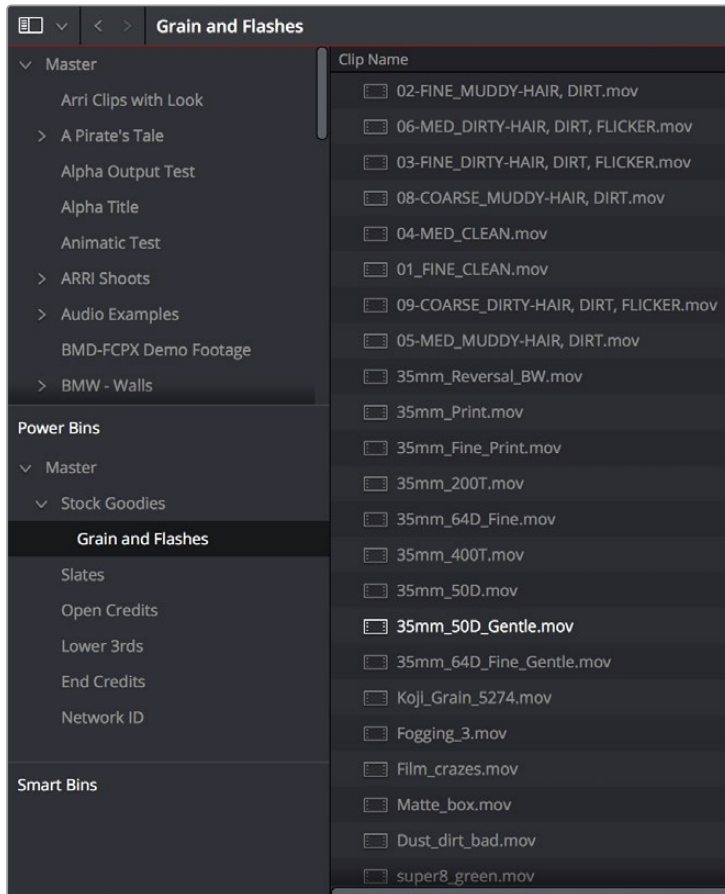 Grain and Flashes
Master
Arri Clips with Look
A Pirate's Tale
Alpha Output Test
Alpha Title
Animatic Test
ARRI Shoots
Audio Examples
BMD-FCPX Demo Footage
BMW - Walls
Power Bins
Master
Stock Goodies
Grain and Flashes
Slates
Open Credits
Lower 3rds
End Credits
Network ID
Smart Bins
Clip Name
02-FINE_MUDDY-HAIR, DIRT.mov
06-MED_DIRTY-HAIR, DIRT, FLICKER.mov
03-FINE_DIRTY-HAIR, DIRT, FLICKER.mov
08-COARSE_MUDDY-HAIR, DIRT.mov
04-MED_CLEAN.mov
01_FINE_CLEAN.mov
09-COARSE_DIRTY-HAIR, DIRT, FLICKER.mov
05-MED_MUDDY-HAIR, DIRT.mov
35mm_Reversal_BW.mov
35mm_Print.mov
35mm_Fine_Print.mov
35mm_200T.mov
35mm_64D_Fine.mov
35mm_400T.mov
35mm_50D.mov
35mm_50D_Gentle.mov
35mm_64D_Fine_Gentle.mov
Koji_Grain_5274.mov
Fogging_3.mov
Film_crazes.mov
Matte_box.mov
Dust_dirt_bad.mov
super8_green.mov